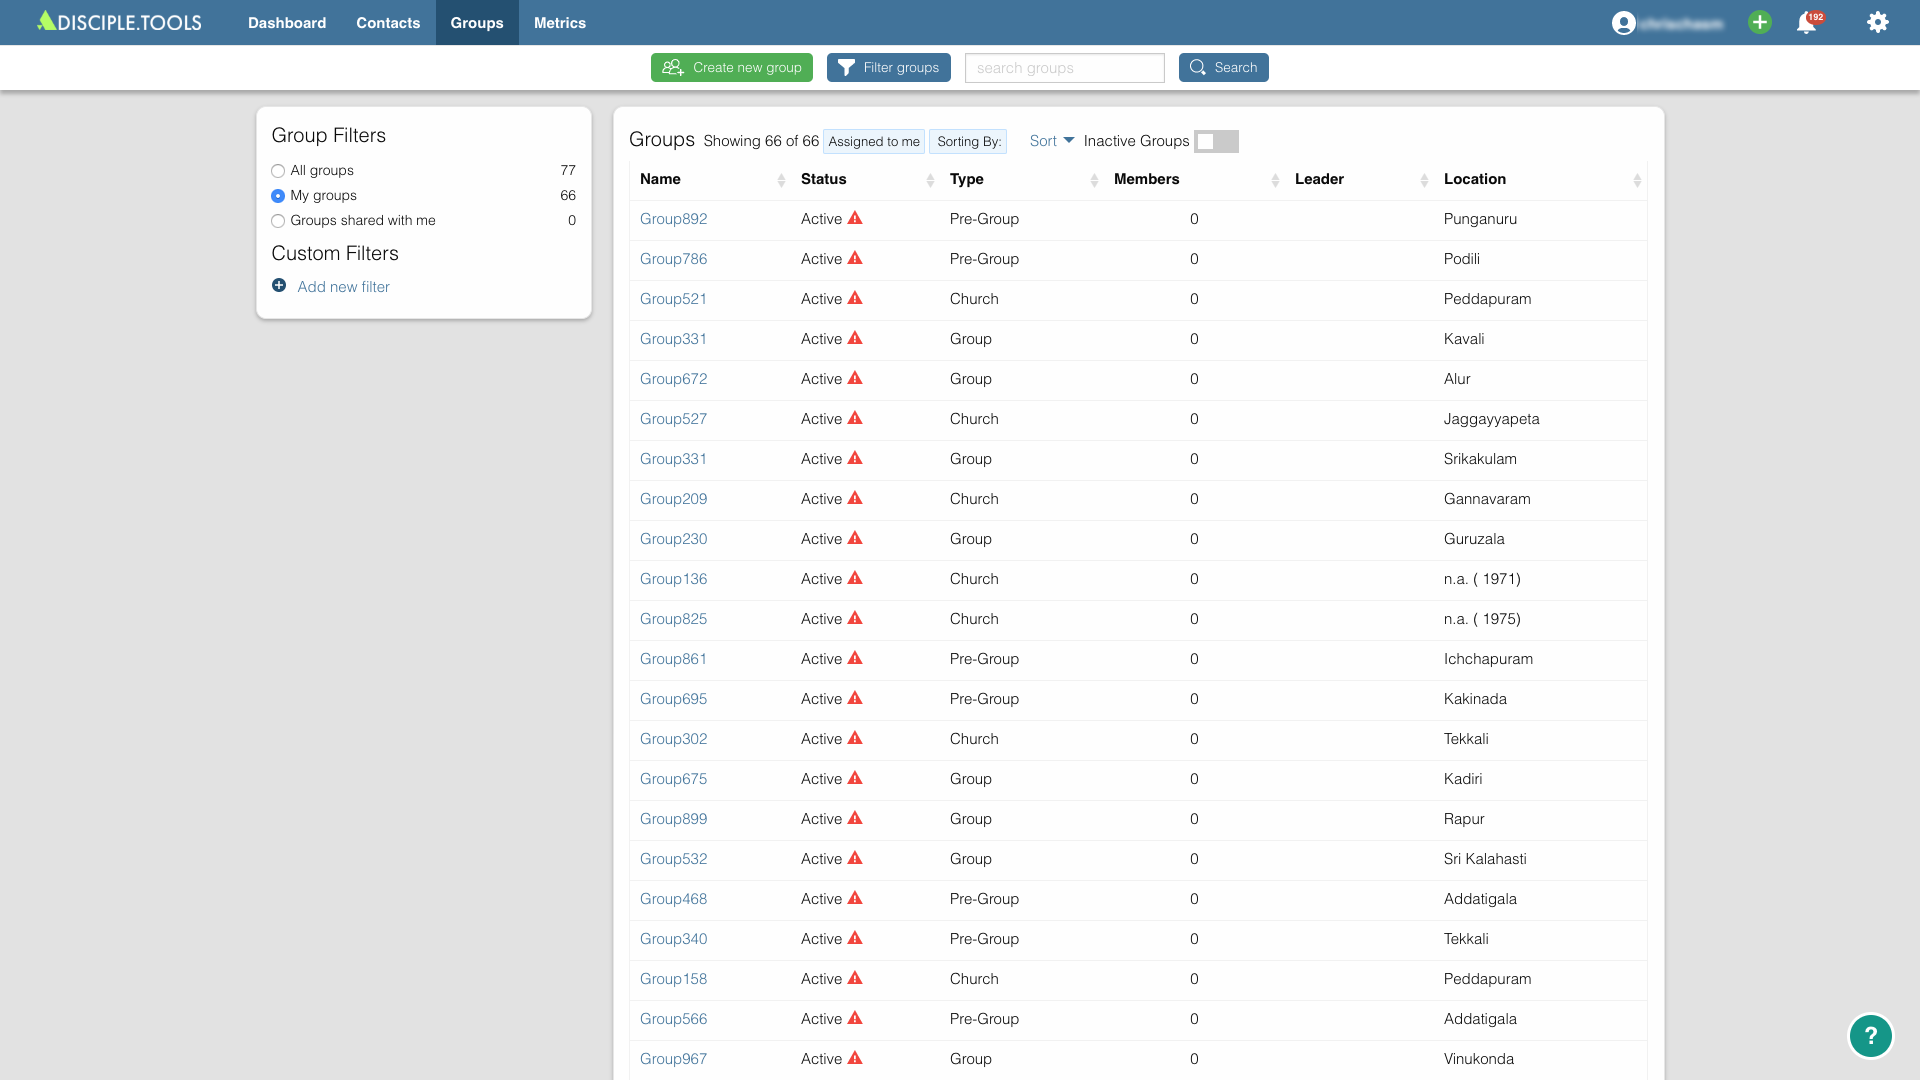 DISCIPLE.TOOLS Dashboard Contacts Groups Metrics 192
Create new group Filter groups search groups Search
Group Filters
All groups 77
My groups 66
Groups shared with me 0
Custom Filters
Add new filter
Groups Showing 66 of 66 Assigned to me Sorting By: Sort Inactive Groups
Name Status Type Members Leader Location
Group892 Active Pre-Group 0 Punganuru
Group786 Active Pre-Group 0 Podili
Group521 Active Church 0 Peddapuram
Group331 Active Group 0 Kavali
Group672 Active Group 0 Alur
Group527 Active Church 0 Jaggayyapeta
Group331 Active Group 0 Srikakulam
Group209 Active Church 0 Gannavaram
Group230 Active Group 0 Guruzala
Group136 Active Church 0 n.a. ( 1971)
Group825 Active Church 0 n.a. ( 1975)
Group861 Active Pre-Group 0 Ichchapuram
Group695 Active Pre-Group 0 Kakinada
Group302 Active Church 0 Tekkali
Group675 Active Group 0 Kadiri
Group899 Active Group 0 Rapur
Group532 Active Group 0 Sri Kalahasti
Group468 Active Pre-Group 0 Addatigala
Group340 Active Pre-Group 0 Tekkali
Group158 Active Church 0 Peddapuram
Group566 Active Pre-Group 0 Addatigala
Group967 Active Group 0 Vinukonda
?